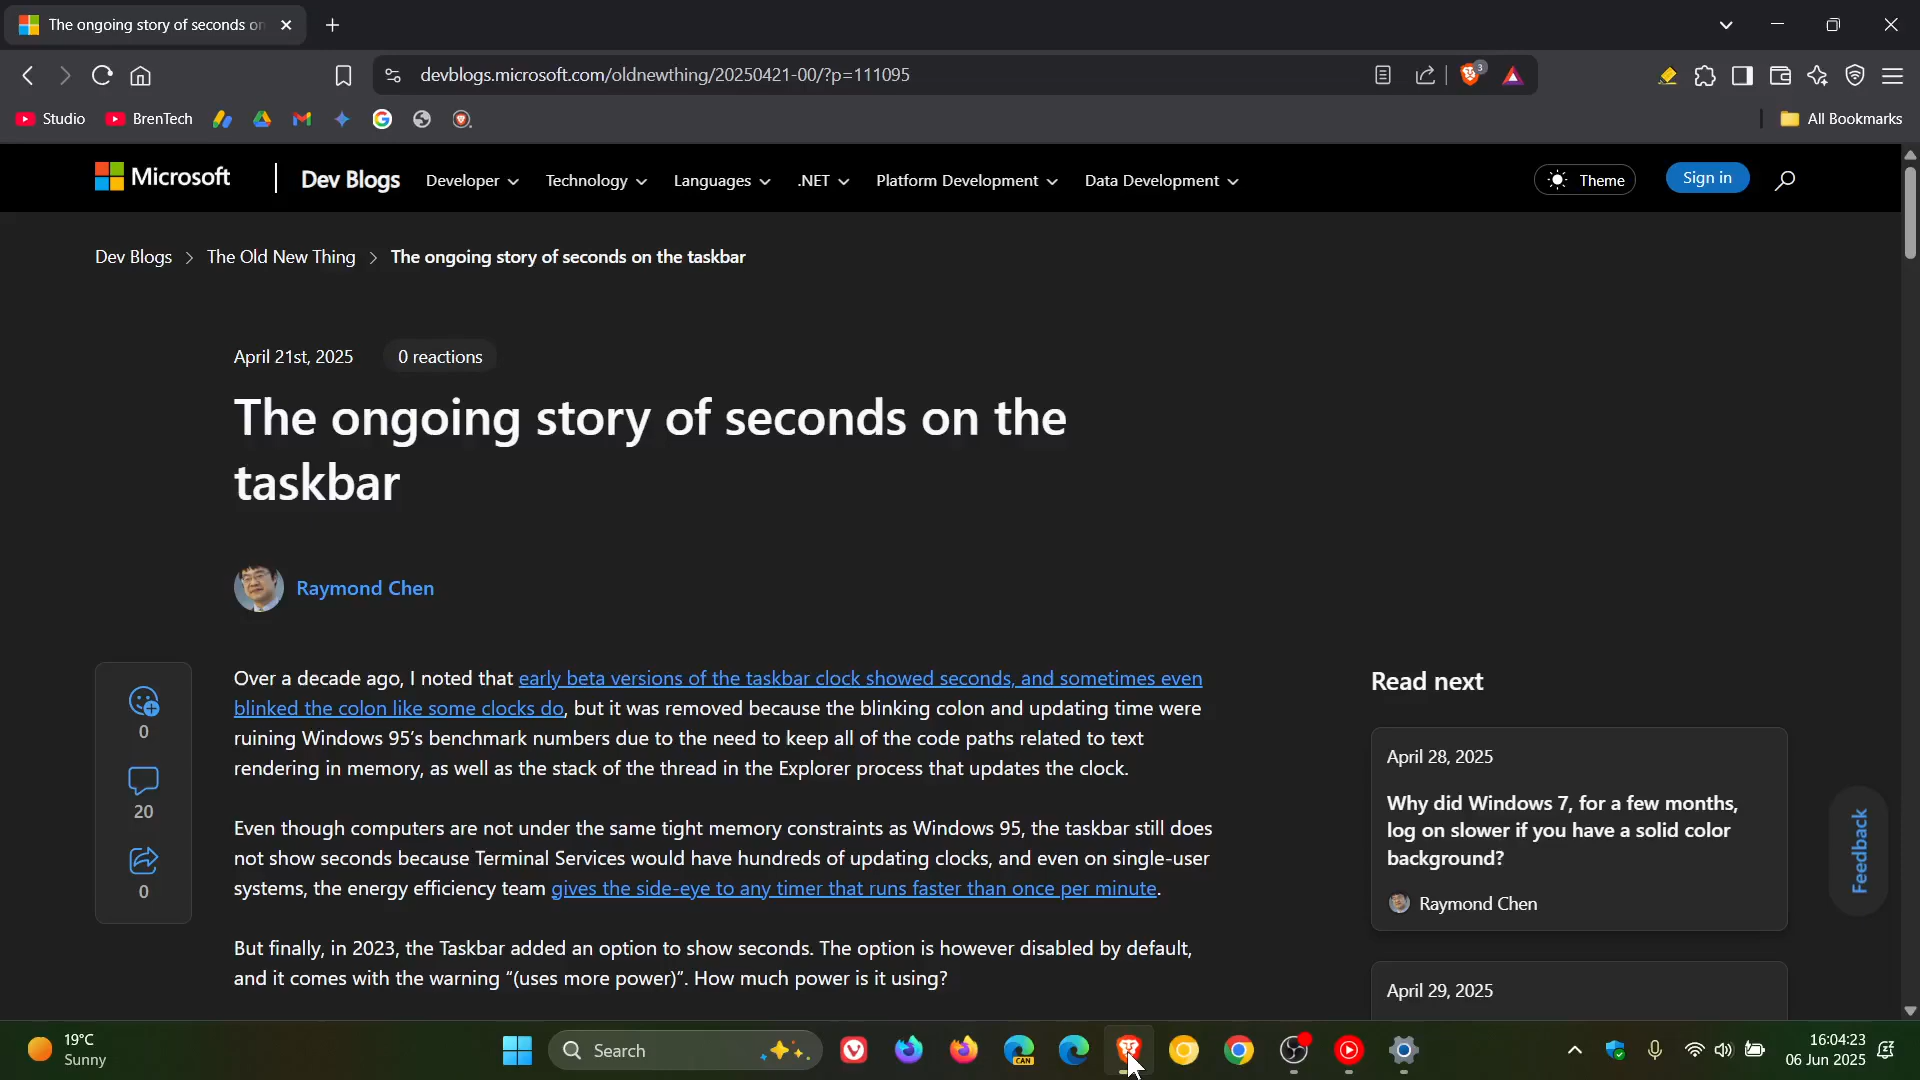 The ongoing story of seconds on
devblogs.microsoft.com/oldnewthing/20250421-00/?p=111095
3
Studio
BrenTech
All Bookmarks
Microsoft
Dev Blogs
Developer
Technology
Languages
.NET
Platform Development
Data Development
Theme
Sign in
Dev Blogs > The Old New Thing > The ongoing story of seconds on the taskbar
April 21st, 2025
0 reactions
The ongoing story of seconds on the
taskbar
Raymond Chen
0
20
0
Over a decade ago, I noted that early beta versions of the taskbar clock showed seconds, and sometimes even
blinked the colon like some clocks do, but it was removed because the blinking colon and updating time were
ruining Windows 95’s benchmark numbers due to the need to keep all of the code paths related to text
rendering in memory, as well as the stack of the thread in the Explorer process that updates the clock.
Even though computers are not under the same tight memory constraints as Windows 95, the taskbar still does
not show seconds because Terminal Services would have hundreds of updating clocks, and even on single-user
systems, the energy efficiency team gives the side-eye to any timer that runs faster than once per minute.
But finally, in 2023, the Taskbar added an option to show seconds. The option is however disabled by default,
and it comes with the warning “(uses more power)”. How much power is it using?
Read next
April 28, 2025
Why did Windows 7, for a few months,
log on slower if you have a solid color
background?
Raymond Chen
April 29, 2025
Feedback
19°C
Sunny
Search
CAN
16:04:23
06 Jun 2025